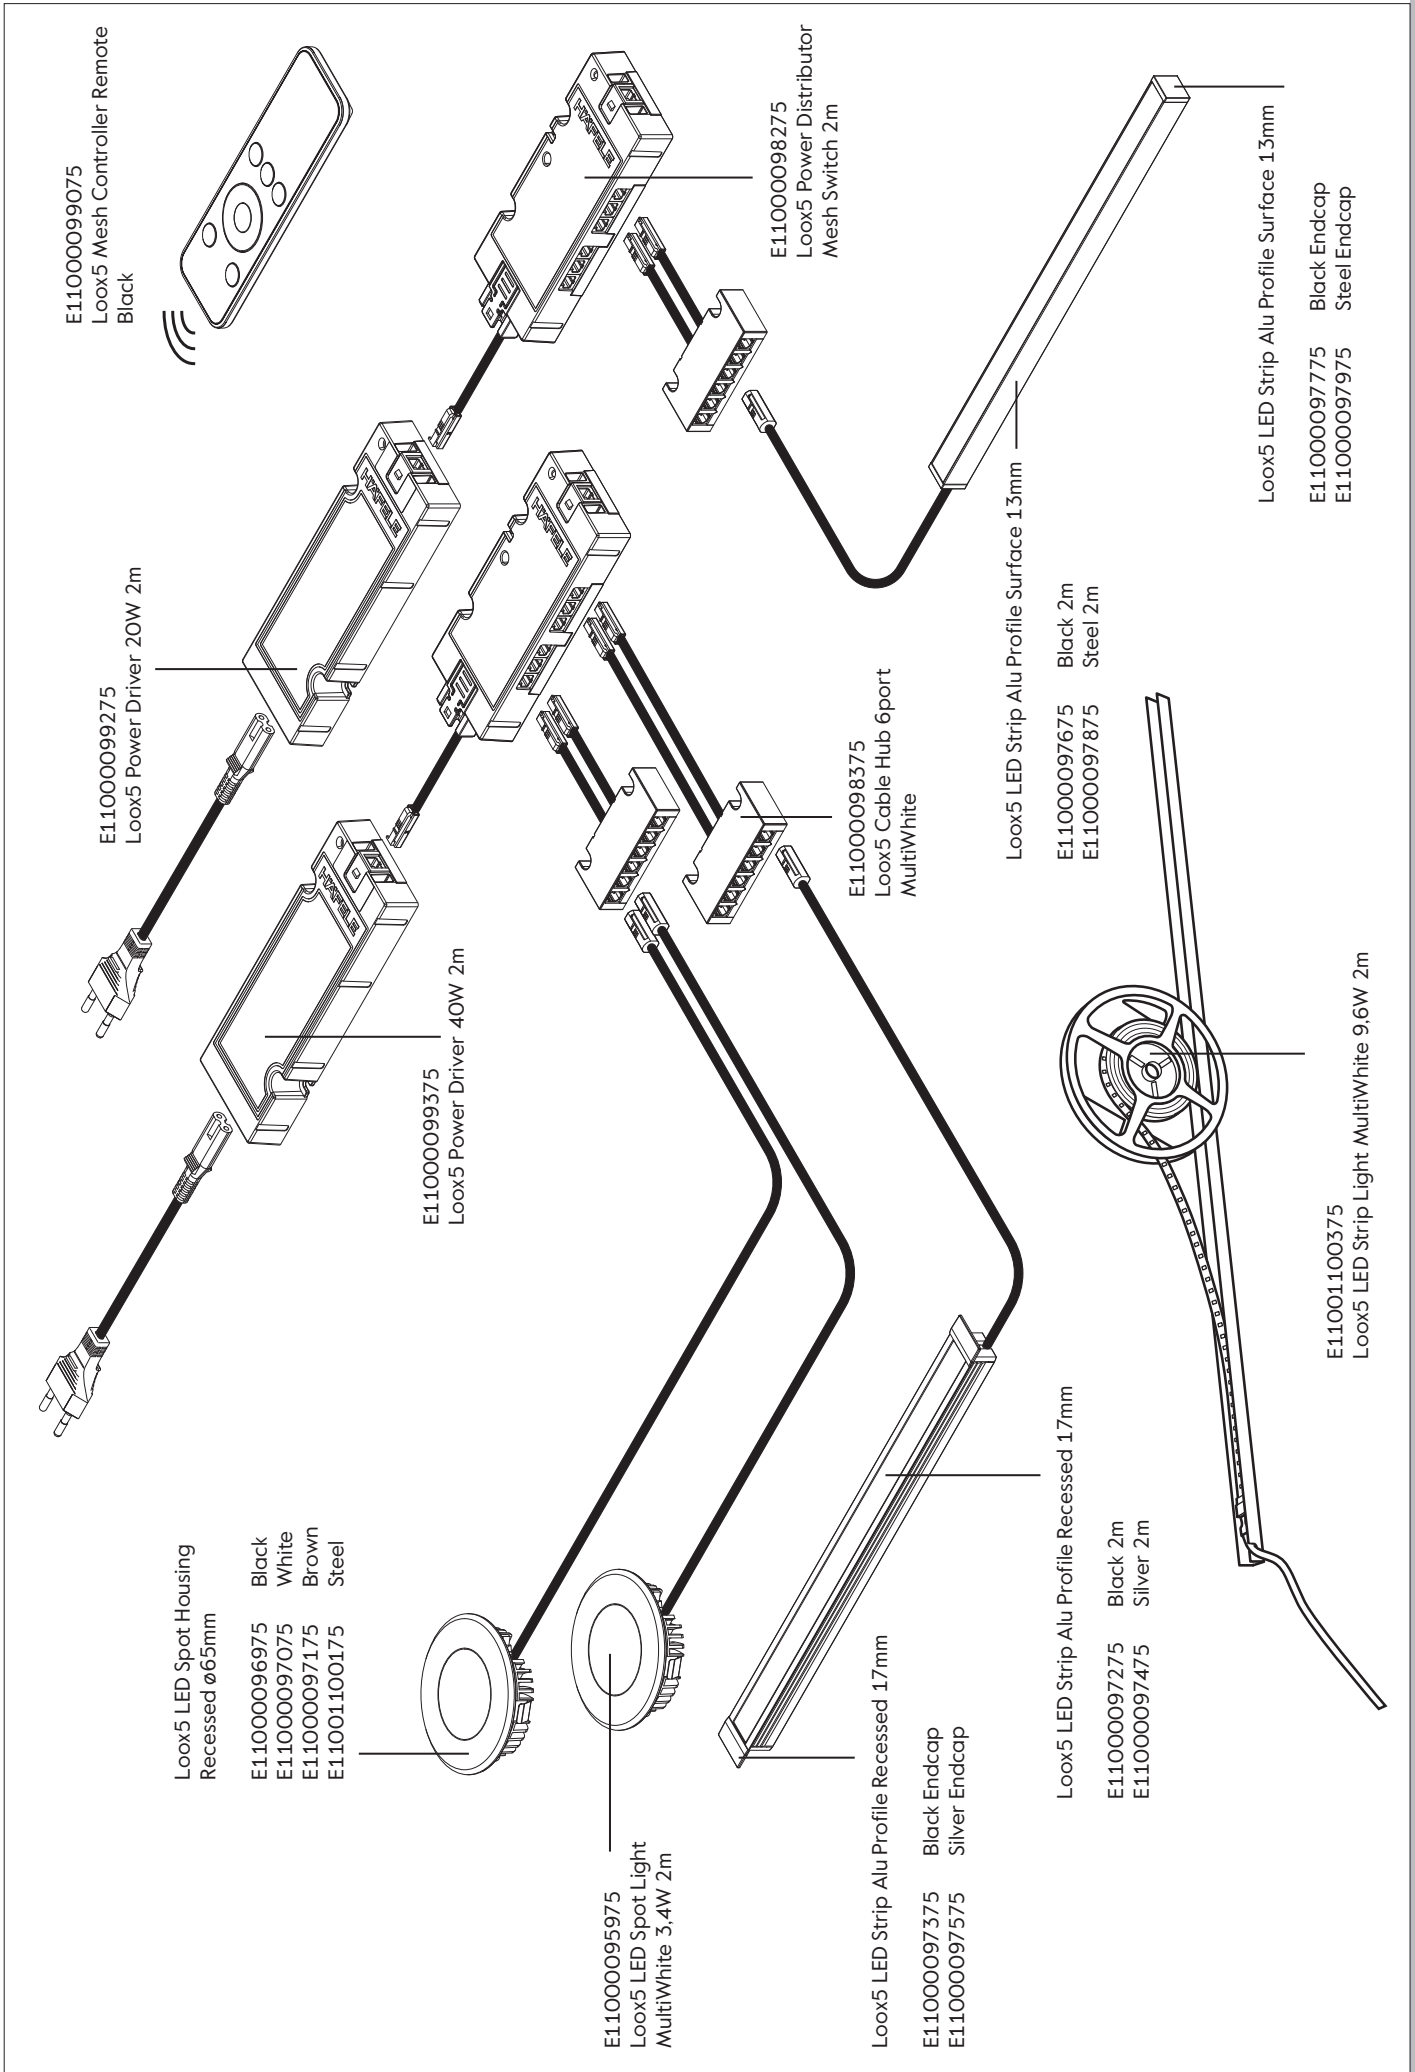 E11000099075
Loox5 Mesh Controller Remote
Black
E11000099275
Loox5 Power Driver 20W 2m
Loox5 LED Spot Housing
Recessed ø65mm
E11000096975 Black
E11000097075 White
E11000097175 Brown
E11001100175 Steel
HÄFELE
HÄFELE
HÄFELE
HÄFELE
E11000099375
Loox5 Power Driver 40W 2m
E11000095975
Loox5 LED Spot Light
MultiWhite 3,4W 2m
E11000098275
Loox5 Power Distributor
Mesh Switch 2m
E11000098375
Loox5 Cable Hub 6port
MultiWhite
Loox5 LED Strip Alu Profile Recessed 17mm
E11000097375 Black Endcap
E11000097575 Silver Endcap
Loox5 LED Strip Alu Profile Recessed 17mm
E11000097275 Black 2m
E11000097475 Silver 2m
Loox5 LED Strip Alu Profile Surface 13mm
E11000097675 Black 2m
E11000097875 Steel 2m
Loox5 LED Strip Alu Profile Surface 13mm
E11000097775 Black Endcap
E11000097975 Steel Endcap
E11001100375
Loox5 LED Strip Light MultiWhite 9,6W 2m